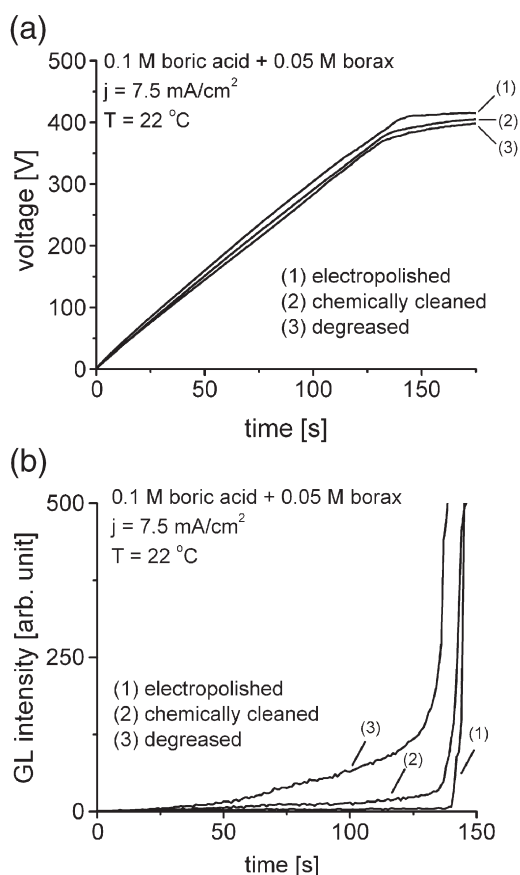 (a)
500
0.1 M boric acid + 0.05 M borax
j = 7.5 mA/cm²
T = 22 °C
400
300
200
100
0
voltage [V]
(1)
(2)
(3)
(1) electropolished
(2) chemically cleaned
(3) degreased
0
50
100
150
time [s]
(b)
500
0.1 M boric acid + 0.05 M borax
j = 7.5 mA/cm²
T = 22 °C
250
0
GL intensity [arb. unit]
(1) electropolished
(2) chemically cleaned
(3) degreased
(3)
(2)
(1)
0
50
100
150
time [s]